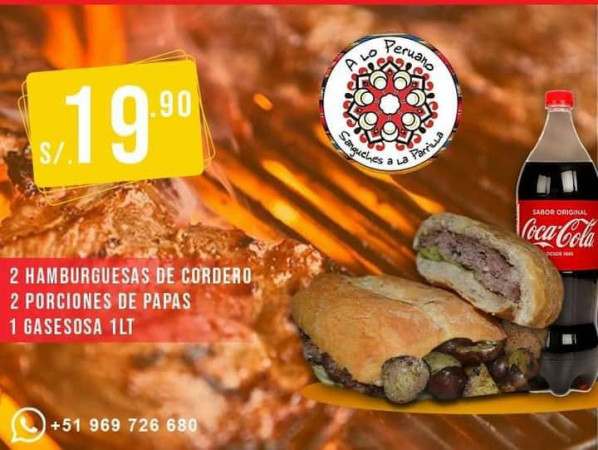 S/.19.90
A Lo Peruano
Sanguches a la Parrilla
SABOR ORIGINAL
Coca-Cola
DESDE 1886
2 HAMBURGUESAS DE CORDERO
2 PORCIONES DE PAPAS
1 GASESOSA 1LT
+51 969 726 680